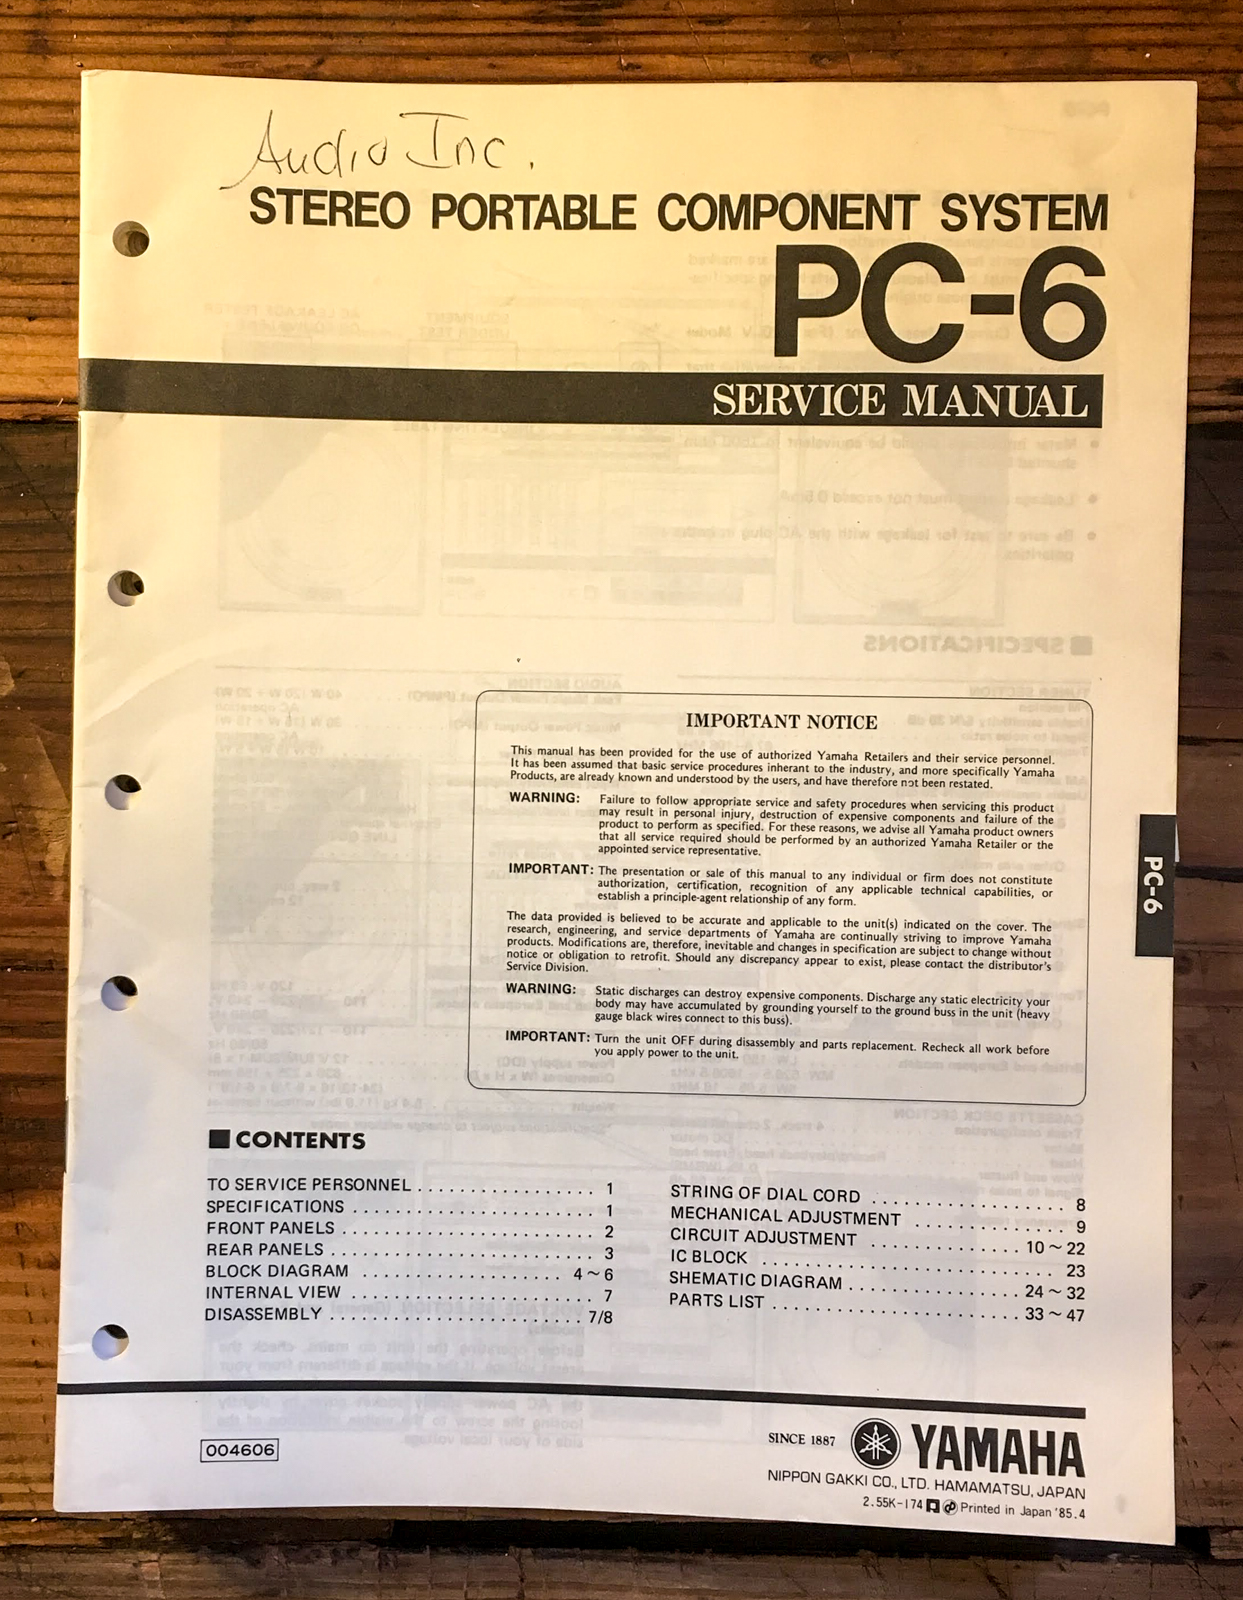 Audio Inc.
STEREO PORTABLE COMPONENT SYSTEM
PC-6
SERVICE MANUAL
IMPORTANT NOTICE
This manual has been provided for the use of authorized Yamaha Retailers and their service personnel.
It has been assumed that basic service procedures inherant to the industry, and more specifically Yamaha
Products, are already known and understood by the users, and have therefore not been restated.
WARNING: Failure to follow appropriate service and safety procedures when servicing this product
may result in personal injury, destruction of expensive components and failure of the
product to perform as specified. For these reasons, we advise all Yamaha product owners
that all service required should be performed by an authorized Yamaha Retailer or the
appointed service representative.
IMPORTANT: The presentation or sale of this manual to any individual or firm does not constitute
authorization, certification, recognition of any applicable technical capabilities, or
establish a principle-agent relationship of any form.
The data provided is believed to be accurate and applicable to the unit(s) indicated on the cover. The
research, engineering, and service departments of Yamaha are continually striving to improve Yamaha
products. Modifications are, therefore, inevitable and changes in specification are subject to change without
notice or obligation to retrofit. Should any discrepancy appear to exist, please contact the distributor's
Service Division.
WARNING: Static discharges can destroy expensive components. Discharge any static electricity your
body may have accumulated by grounding yourself to the ground buss in the unit (heavy
gauge black wires connect to this buss).
IMPORTANT: Turn the unit OFF during disassembly and parts replacement. Recheck all work before
you apply power to the unit.
PC-6
■ CONTENTS
TO SERVICE PERSONNEL ................. 1
SPECIFICATIONS ....................... 1
FRONT PANELS ......................... 2
REAR PANELS .......................... 3
BLOCK DIAGRAM ................... 4~6
INTERNAL VIEW ....................... 7
DISASSEMBLY ....................... 7/8
STRING OF DIAL CORD ................. 8
MECHANICAL ADJUSTMENT ............. 9
CIRCUIT ADJUSTMENT ............. 10~22
IC BLOCK ......................... 23
SHEMATIC DIAGRAM ............... 24~32
PARTS LIST ..................... 33~47
004606
SINCE 1887 YAMAHA
NIPPON GAKKI CO., LTD. HAMAMATSU, JAPAN
2.55K-174 Printed in Japan '85.4